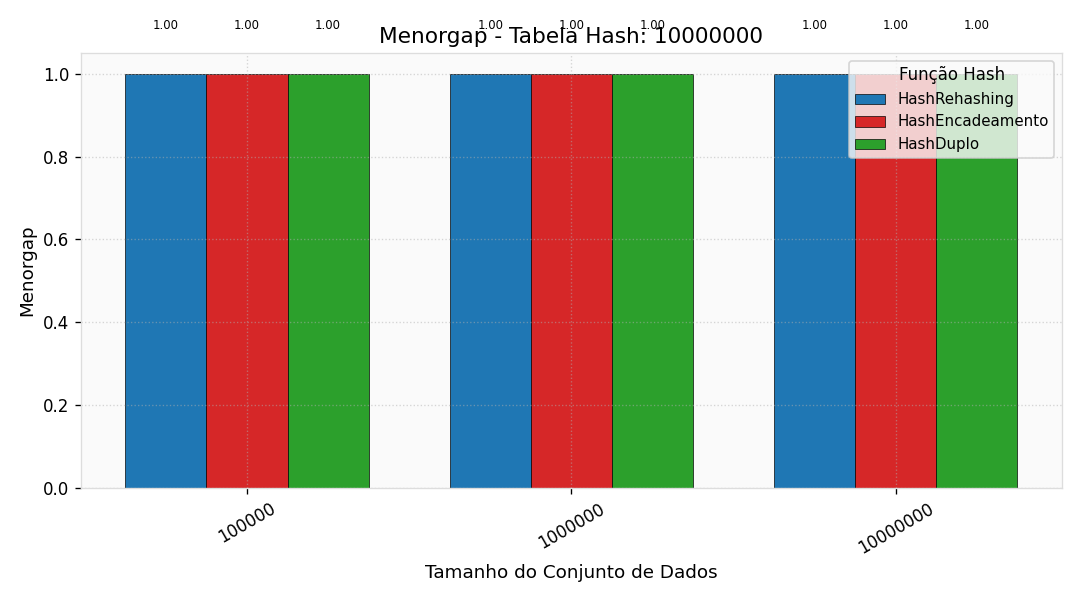 1.00 1.00 1.00 1.00 1.00 1.00 1.00 1.00 1.00
Menorgap - Tabela Hash: 10000000
Função Hash
HashRehashing
HashEncadeamento
HashDuplo
Menorgap
1.0
0.8
0.6
0.4
0.2
0.0
100000 1000000 10000000
Tamanho do Conjunto de Dados